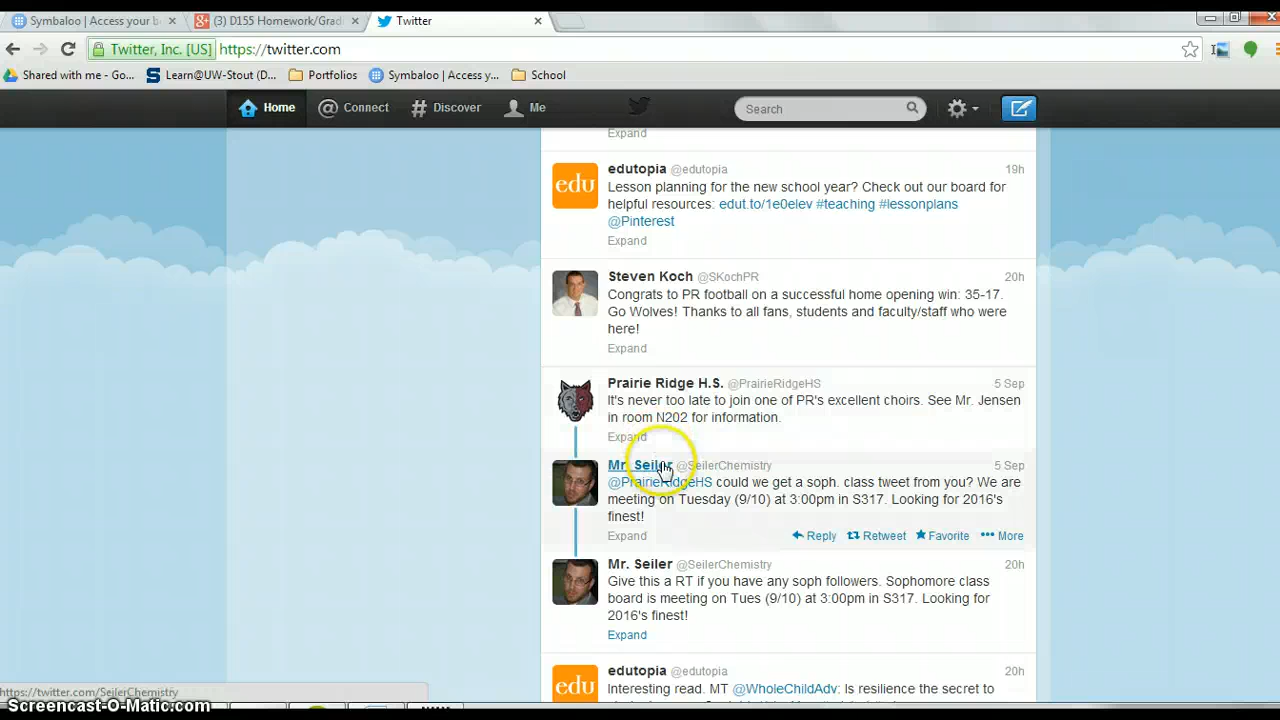 Symbaloo | Access your b
(3) D155 Homework/Grad
Twitter
Twitter, Inc. [US] https://twitter.com
Shared with me - Go...
Learn@UW-Stout (D...
Portfolios
Symbaloo | Access y...
School
Home
Connect
Discover
Me
Search
Expand
edutopia @edutopia 19h
edu
Lesson planning for the new school year? Check out our board for
helpful resources: edut.to/1e0elev #teaching #lessonplans
@Pinterest
Expand
Steven Koch @SKochPR 20h
Congrats to PR football on a successful home opening win: 35-17.
Go Wolves! Thanks to all fans, students and faculty/staff who were
here!
Expand
Prairie Ridge H.S. @PrairieRidgeHS 5 Sep
It's never too late to join one of PR's excellent choirs. See Mr. Jensen
in room N202 for information.
Expand
Mr. Seiler @SeilerChemistry 5 Sep
@PrairieRidgeHS could we get a soph. class tweet from you? We are
meeting on Tuesday (9/10) at 3:00pm in S317. Looking for 2016's
finest!
Expand Reply Retweet Favorite More
Mr. Seiler @SeilerChemistry 20h
Give this a RT if you have any soph followers. Sophomore class
board is meeting on Tues (9/10) at 3:00pm in S317. Looking for
2016's finest!
Expand
edutopia @edutopia 20h
edu
Interesting read. MT @WholeChildAdv: Is resilience the secret to
https://twitter.com/SeilerChemistry
Screencast-O-Matic.com